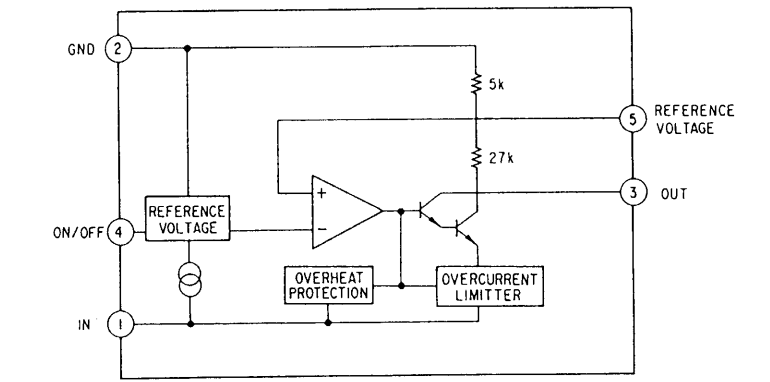 GND 2
5k
5 REFERENCE
VOLTAGE
27k
+
3 OUT
REFERENCE
VOLTAGE
ON/OFF 4
−
OVERHEAT
PROTECTION
OVERCURRENT
LIMITTER
IN 1